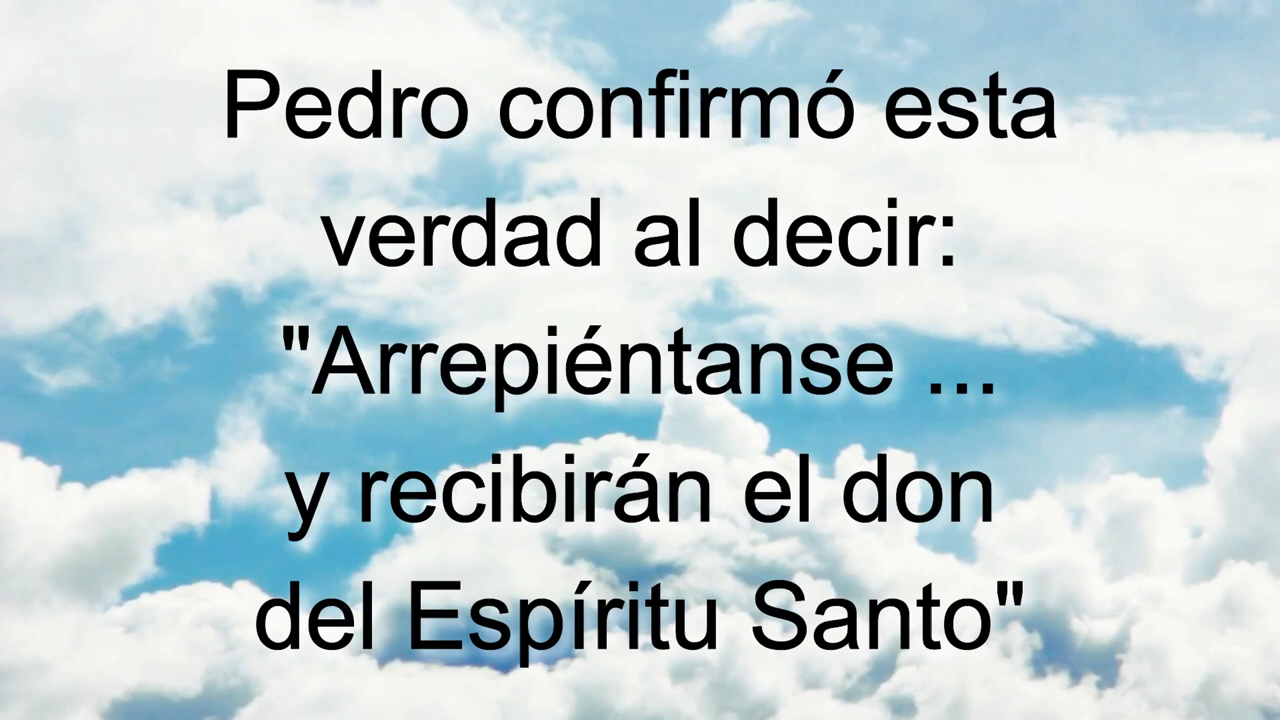 Pedro confirmó esta
verdad al decir:
"Arrepiéntanse ...
y recibirán el don
del Espíritu Santo"